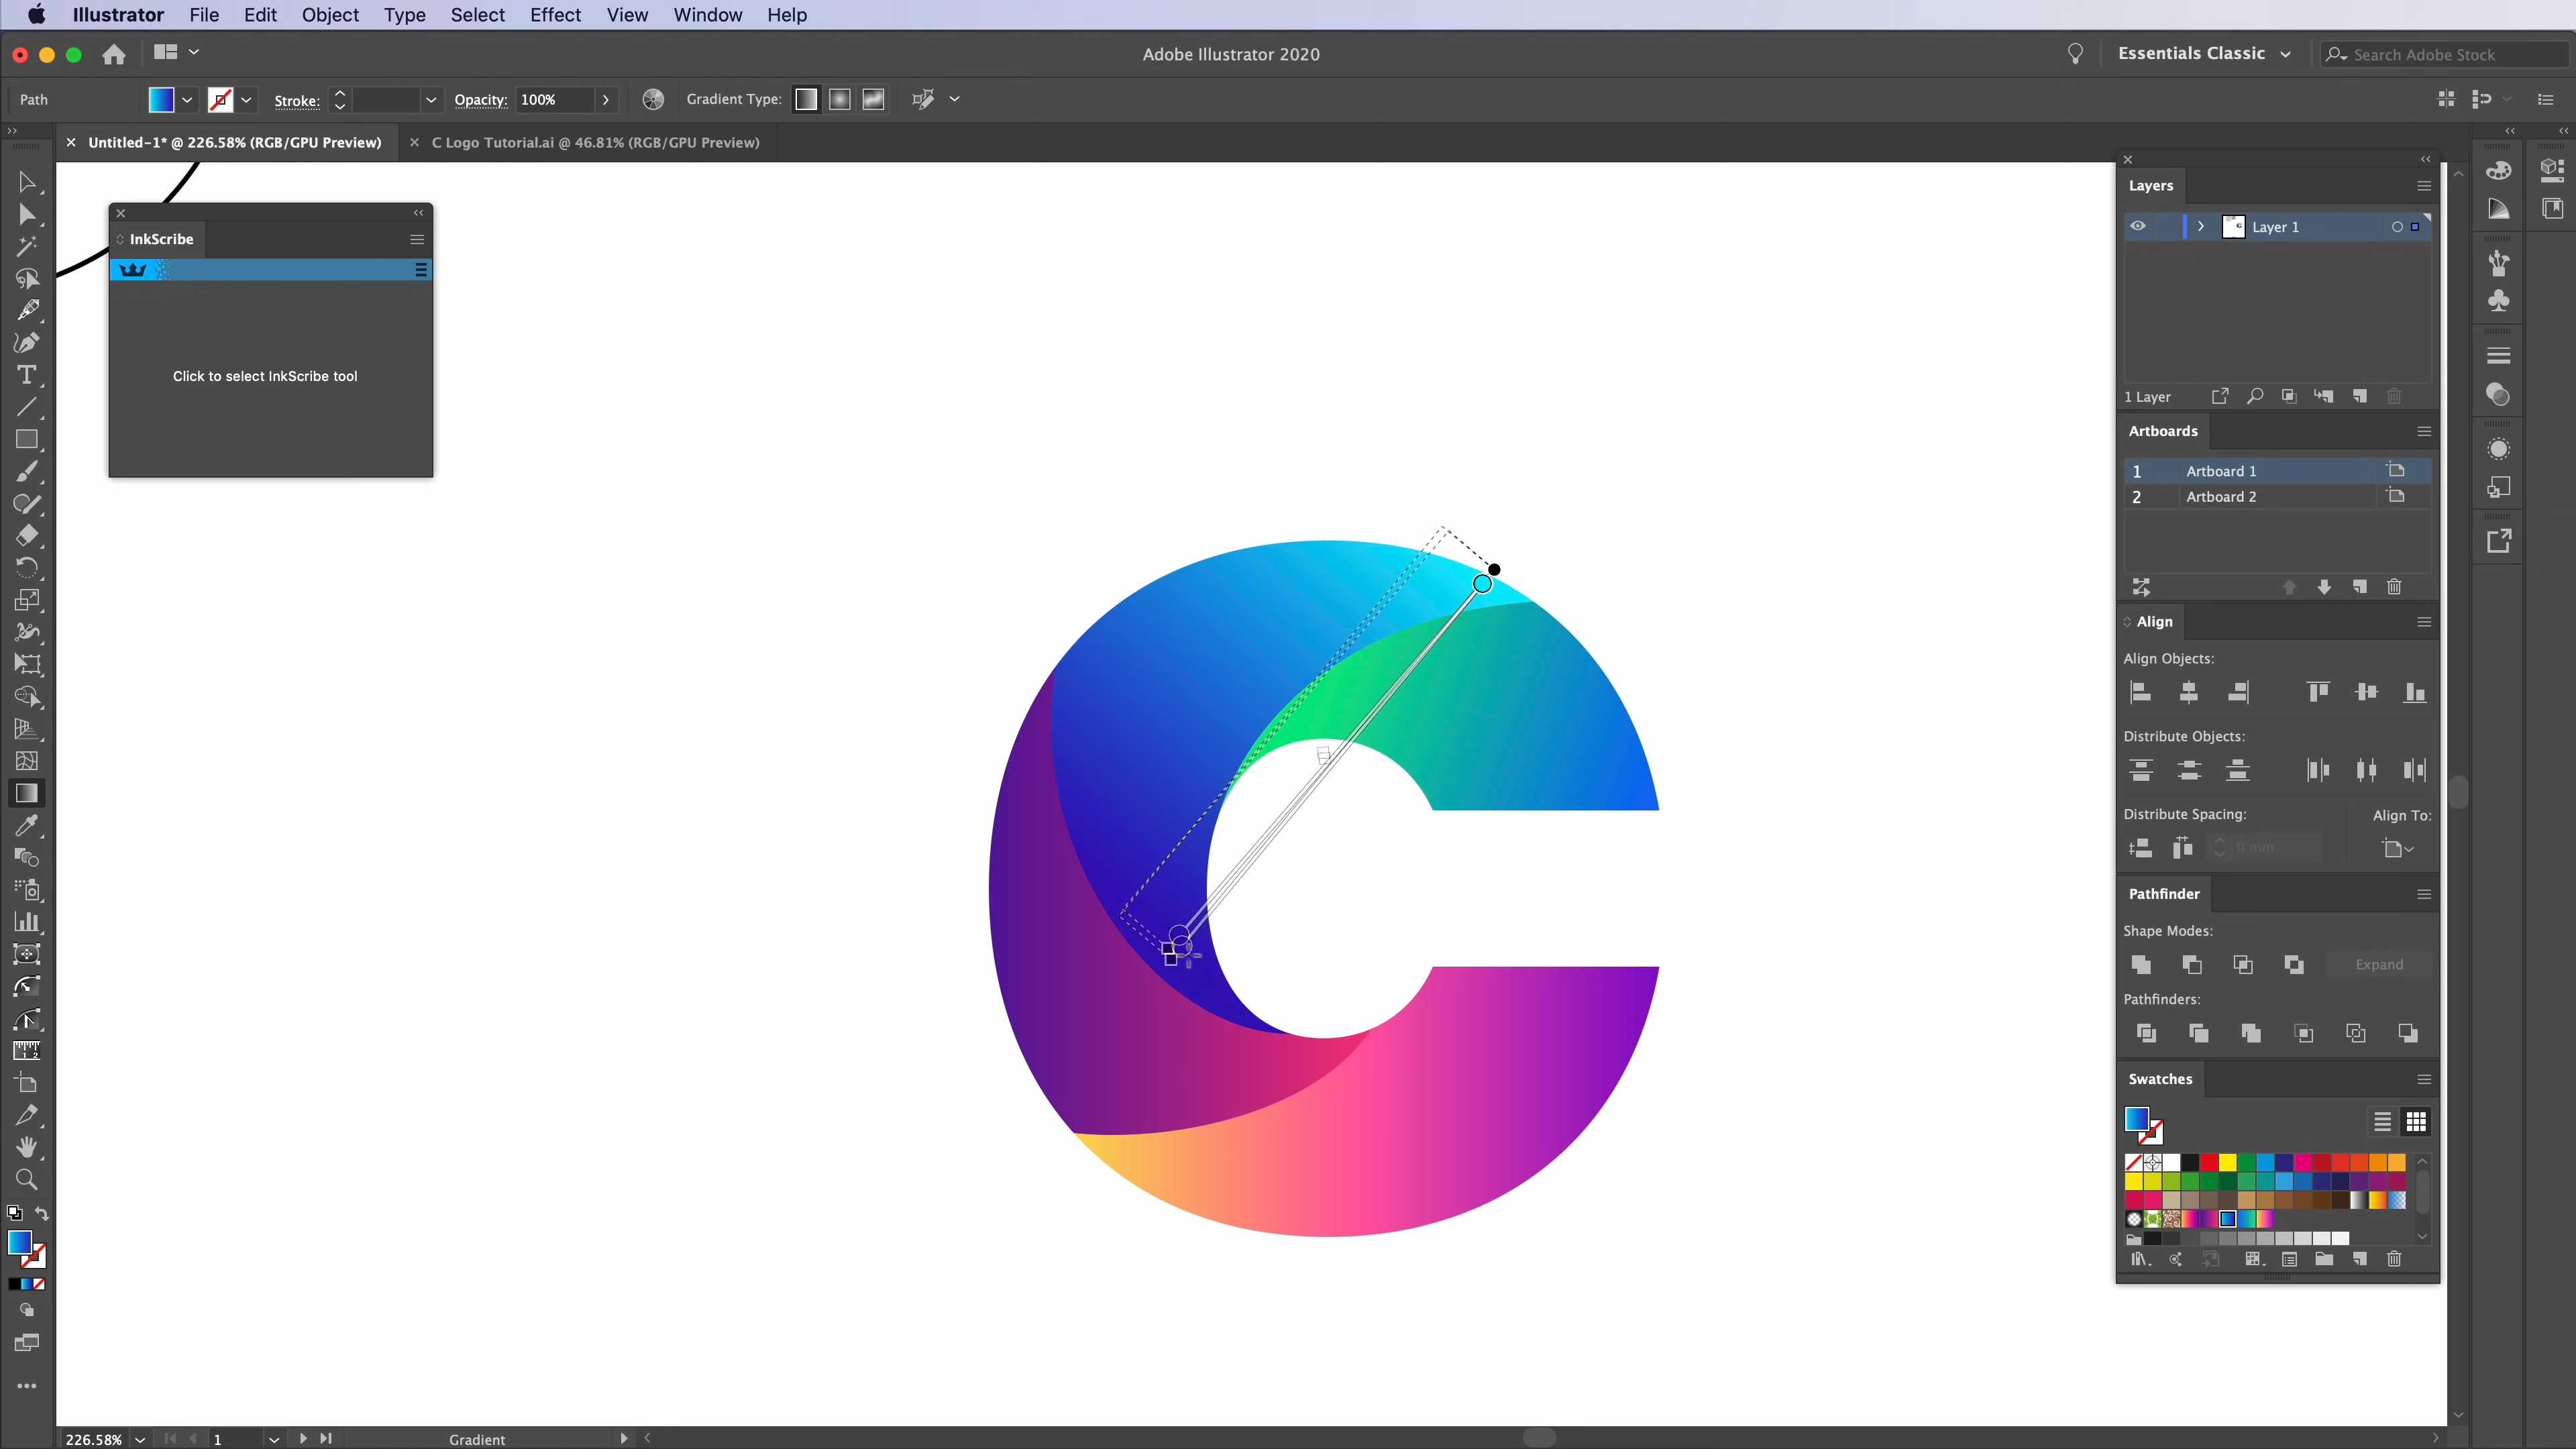 Illustrator File Edit Object Type Select Effect View Window Help
Adobe Illustrator 2020
Essentials Classic
Search Adobe Stock
Path
Stroke:
Opacity: 100%
Gradient Type:
Untitled-1* @ 226.58% (RGB/GPU Preview)
C Logo Tutorial.ai @ 46.81% (RGB/GPU Preview)
InkScribe
Click to select InkScribe tool
Layers
Layer 1
1 Layer
Artboards
1 Artboard 1
2 Artboard 2
Align
Align Objects:
Distribute Objects:
Distribute Spacing:
Align To:
0 mm
Pathfinder
Shape Modes:
Expand
Pathfinders:
Swatches
226.58%
1
Gradient